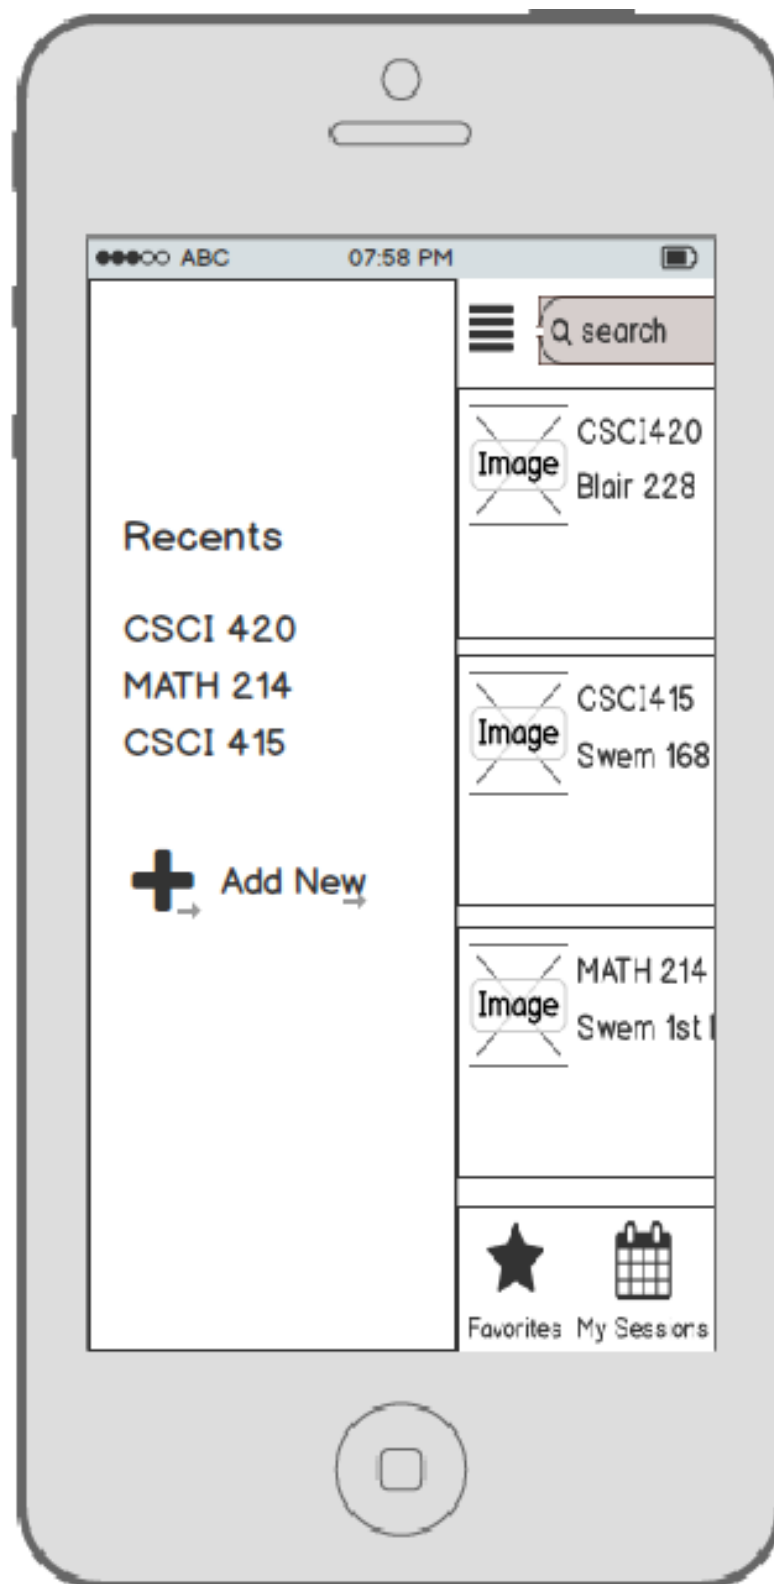 ABC 07:58 PM
Recents
CSCI 420
MATH 214
CSCI 415
Add New
search
Image
CSCI420
Blair 228
Image
CSCI415
Swem 168
Image
MATH 214
Swem 1st
Favorites My Sessions